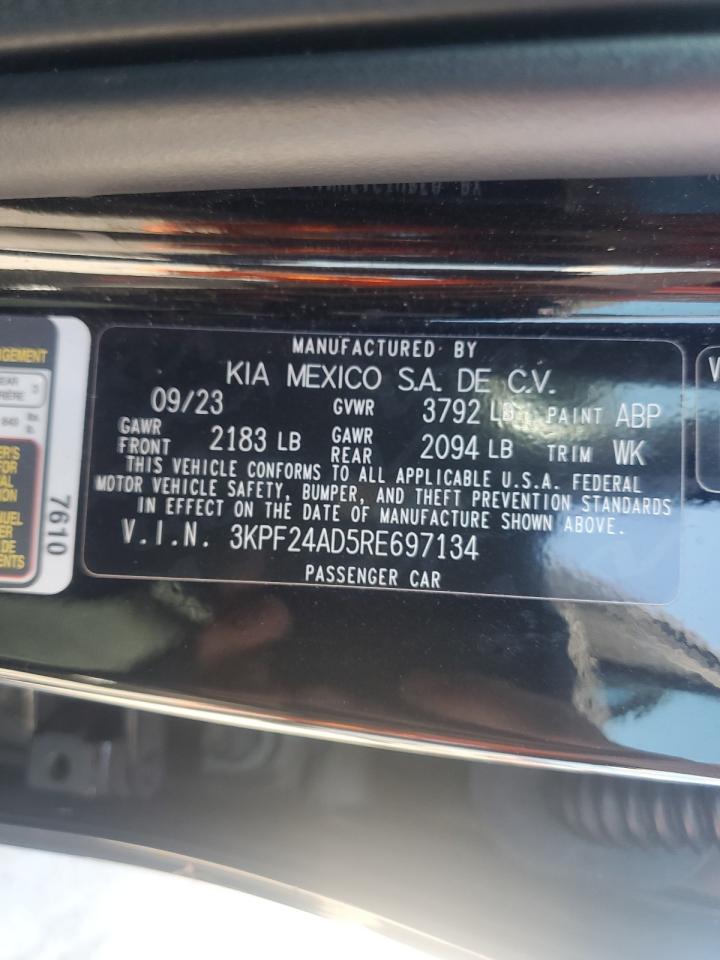 MANUFACTURED BY
KIA MEXICO S.A. DE C.V.
09/23 GVWR 3792 LB PAINT ABP
GAWR FRONT 2183 LB GAWR REAR 2094 LB TRIM WK
THIS VEHICLE CONFORMS TO ALL APPLICABLE U.S.A. FEDERAL
MOTOR VEHICLE SAFETY, BUMPER, AND THEFT PREVENTION STANDARDS
IN EFFECT ON THE DATE OF MANUFACTURE SHOWN ABOVE.
V.I.N. 3KPF24AD5RE697134
PASSENGER CAR
7610